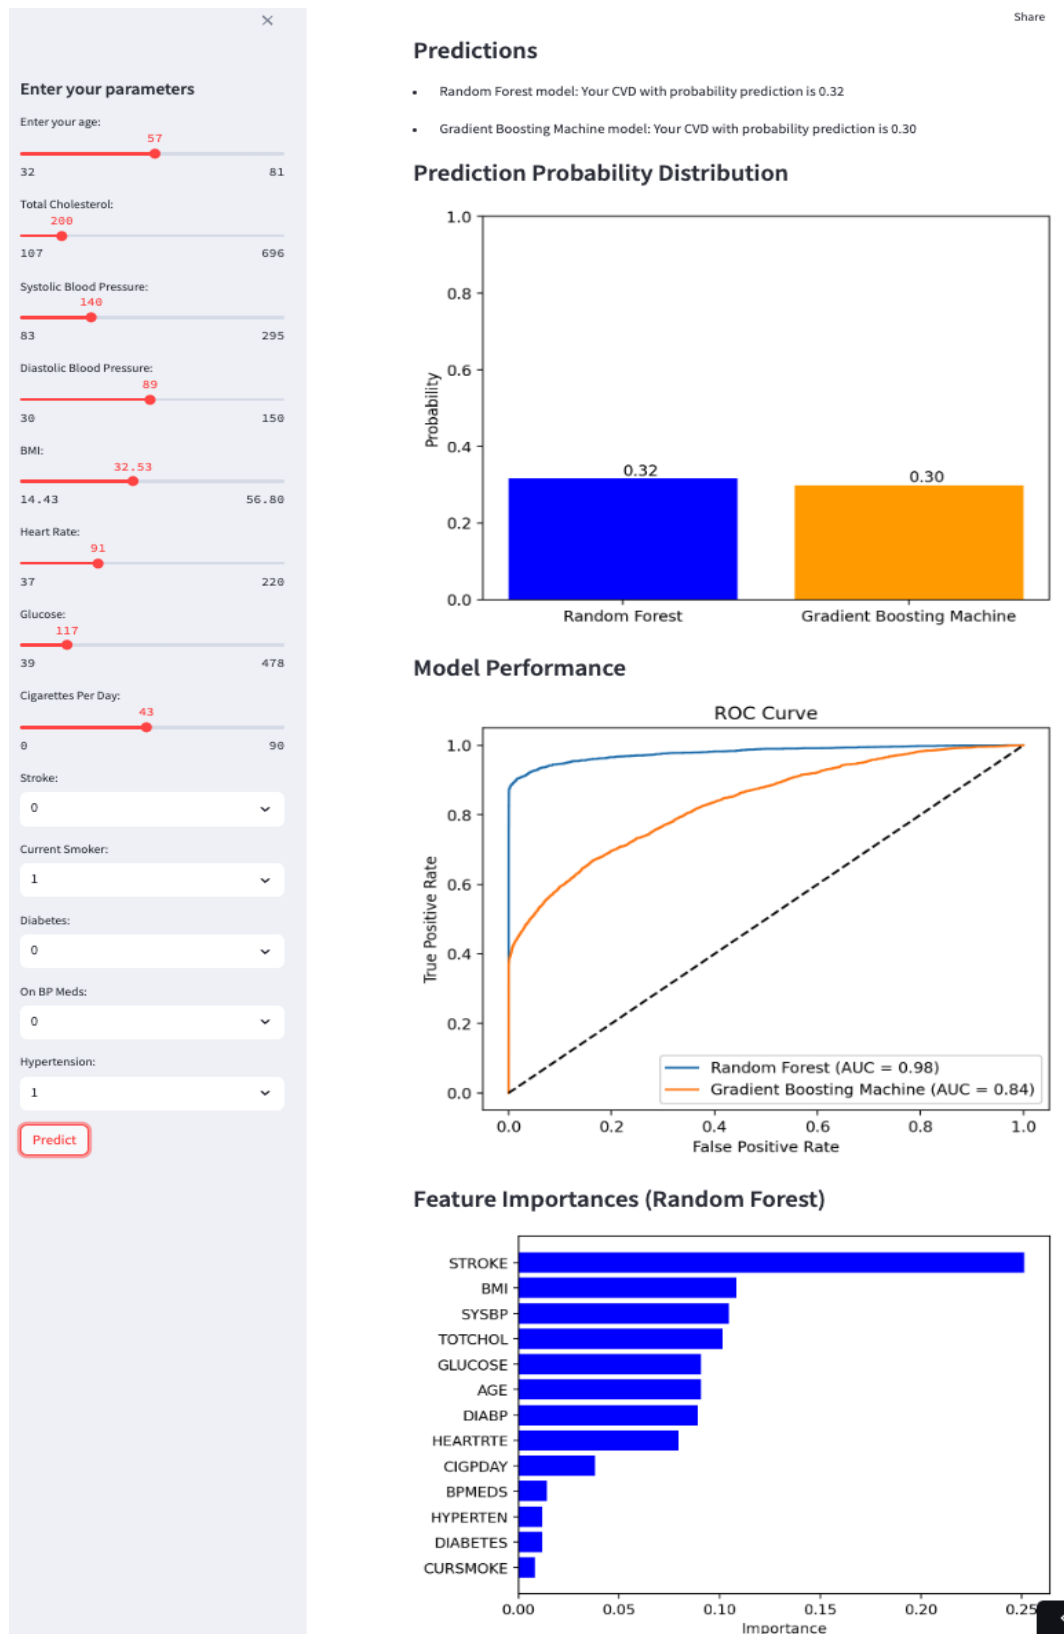 Share
Enter your parameters
Enter your age:
57
32 81
Total Cholesterol:
200
107 696
Systolic Blood Pressure:
140
83 295
Diastolic Blood Pressure:
89
30 150
BMI:
32.53
14.43 56.80
Heart Rate:
91
37 220
Glucose:
117
39 478
Cigarettes Per Day:
43
0 90
Stroke:
0
Current Smoker:
1
Diabetes:
0
On BP Meds:
0
Hypertension:
1
Predict
Predictions
Random Forest model: Your CVD with probability prediction is 0.32
Gradient Boosting Machine model: Your CVD with probability prediction is 0.30
Prediction Probability Distribution
1.0
0.8
0.6
0.4
0.2
0.0
Probability
0.32
0.30
Random Forest
Gradient Boosting Machine
Model Performance
ROC Curve
1.0
0.8
0.6
0.4
0.2
0.0
True Positive Rate
Random Forest (AUC = 0.98)
Gradient Boosting Machine (AUC = 0.84)
0.0 0.2 0.4 0.6 0.8 1.0
False Positive Rate
Feature Importances (Random Forest)
STROKE
BMI
SYSBP
TOTCHOL
GLUCOSE
AGE
DIABP
HEARTRTE
CIGPDAY
BPMEDS
HYPERTEN
DIABETES
CURSMOKE
0.00 0.05 0.10 0.15 0.20 0.25
Importance